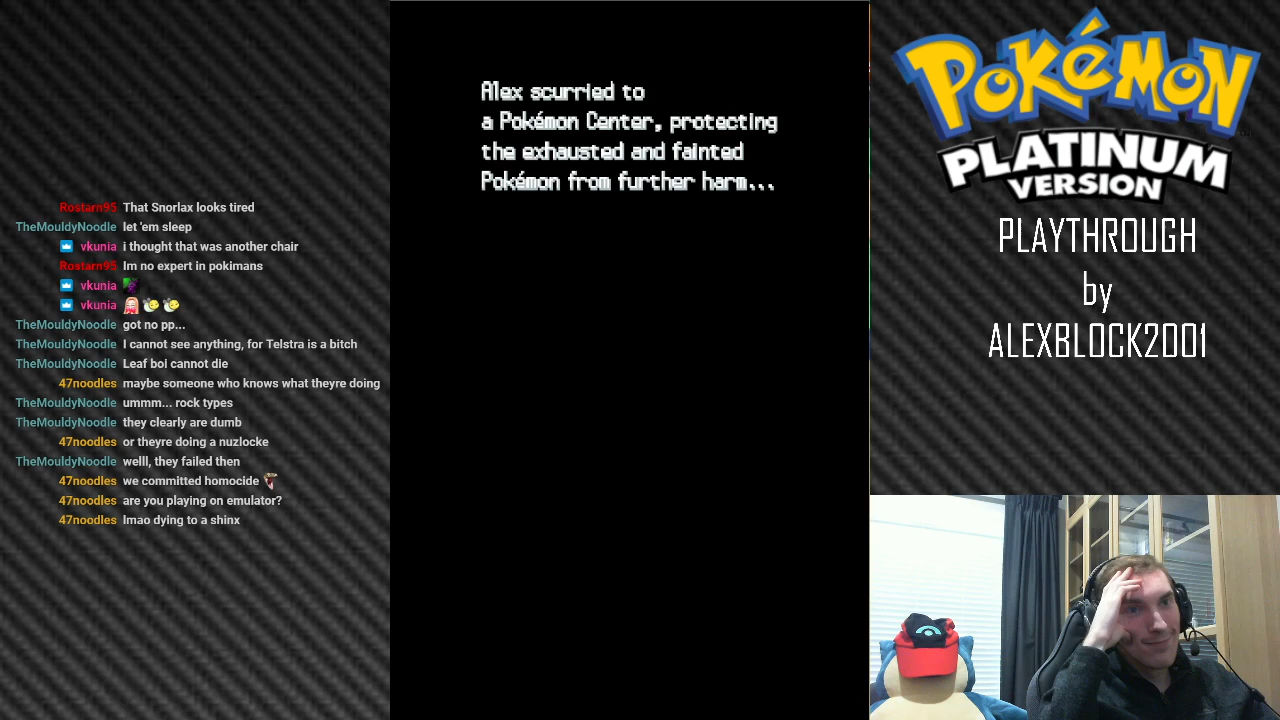 Rostarn95 That Snorlax looks tired
TheMouldyNoodle let 'em sleep
vkunia i thought that was another chair
Rostarn95 Im no expert in pokimans
vkunia
vkunia
TheMouldyNoodle got no pp...
TheMouldyNoodle I cannot see anything, for Telstra is a bitch
TheMouldyNoodle Leaf boi cannot die
47noodles maybe someone who knows what theyre doing
TheMouldyNoodle ummm... rock types
TheMouldyNoodle they clearly are dumb
47noodles or theyre doing a nuzlocke
TheMouldyNoodle welll, they failed then
47noodles we committed homocide
47noodles are you playing on emulator?
47noodles lmao dying to a shinx
Alex scurried to
a Pokémon Center, protecting
the exhausted and fainted
Pokémon from further harm...
POKéMON
PLATINUM
VERSION
PLAYTHROUGH
by
ALEXBLOCK2001